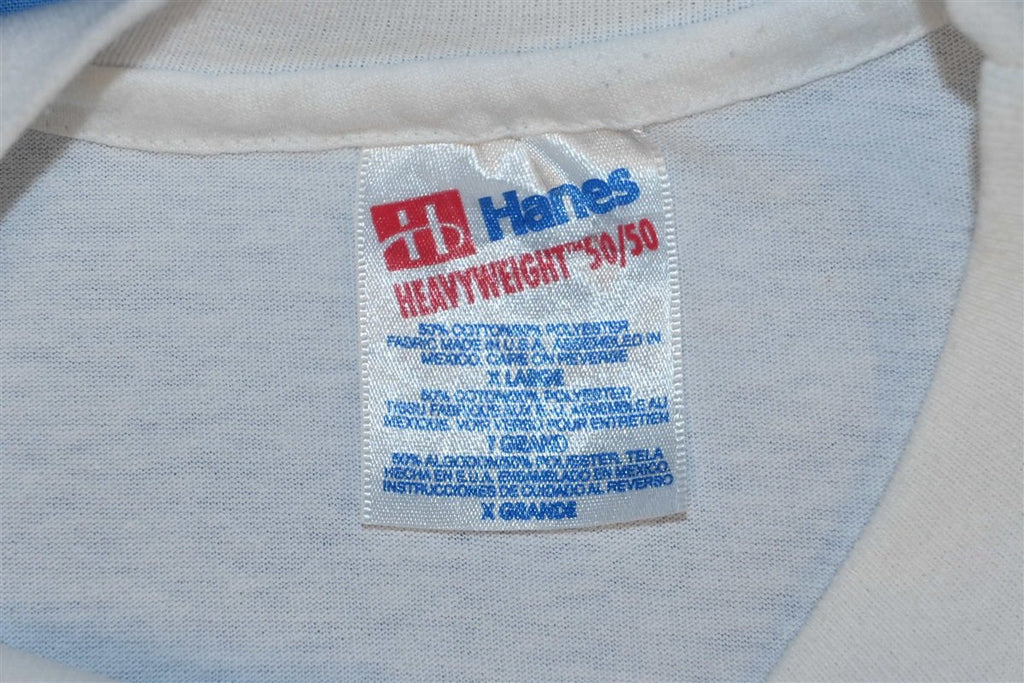 Hanes
HEAVYWEIGHT™ 50/50
50% COTTON/50% POLYESTER
FABRIC MADE IN U.S.A. ASSEMBLED IN
MEXICO. CARE ON REVERSE
X LARGE
50% COTON/50% POLYESTER
TISSU FABRIQUE AUX E.U. ASSEMBLE AU
MEXIQUE. VOIR VERSO POUR ENTRETIEN
T GRAND
50% ALGODON/50% POLIESTER, TELA
HECHA EN E.U.A. ENSAMBLADO EN MEXICO
INSTRUCCIONES DE CUIDADO AL REVERSO
X GRANDE